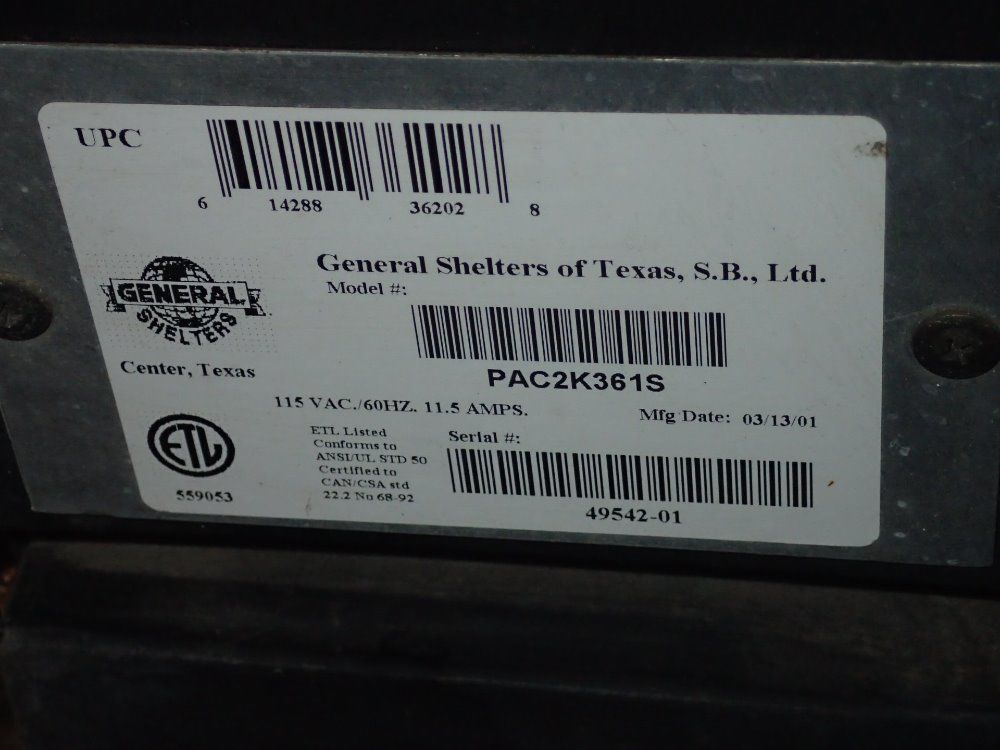 UPC
6 14288 36202 8
GENERAL
SHELTERS
General Shelters of Texas, S.B., Ltd.
Model #:
PAC2K361S
Center, Texas
115 VAC./60HZ. 11.5 AMPS.
Mfg Date: 03/13/01
ETL
559053
ETL Listed
Conforms to
ANSI/UL STD 50
Certified to
CAN/CSA std
22.2 No 68-92
Serial #:
49542-01